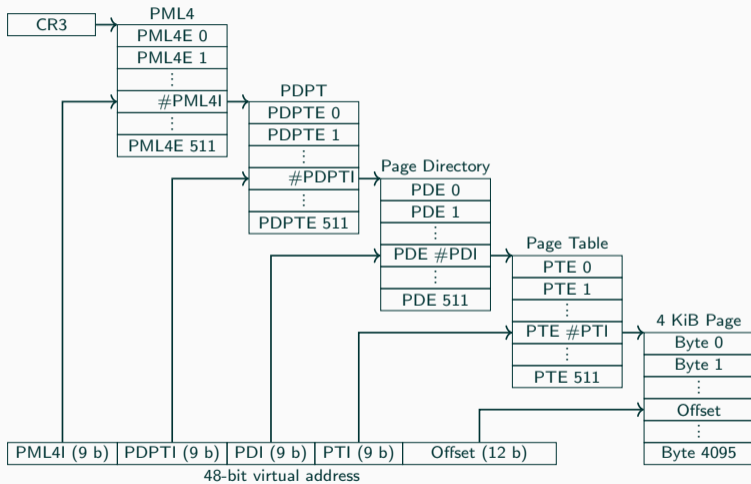 PML4
CR3
PML4E 0
PML4E 1
⋮
#PML4I
⋮
PML4E 511
PDPT
PDPTE 0
PDPTE 1
⋮
#PDPTI
⋮
PDPTE 511
Page Directory
PDE 0
PDE 1
⋮
PDE #PDI
⋮
PDE 511
Page Table
PTE 0
PTE 1
⋮
PTE #PTI
⋮
PTE 511
4 KiB Page
Byte 0
Byte 1
⋮
Offset
⋮
Byte 4095
PML4I (9 b) PDPTI (9 b) PDI (9 b) PTI (9 b) Offset (12 b)
48-bit virtual address